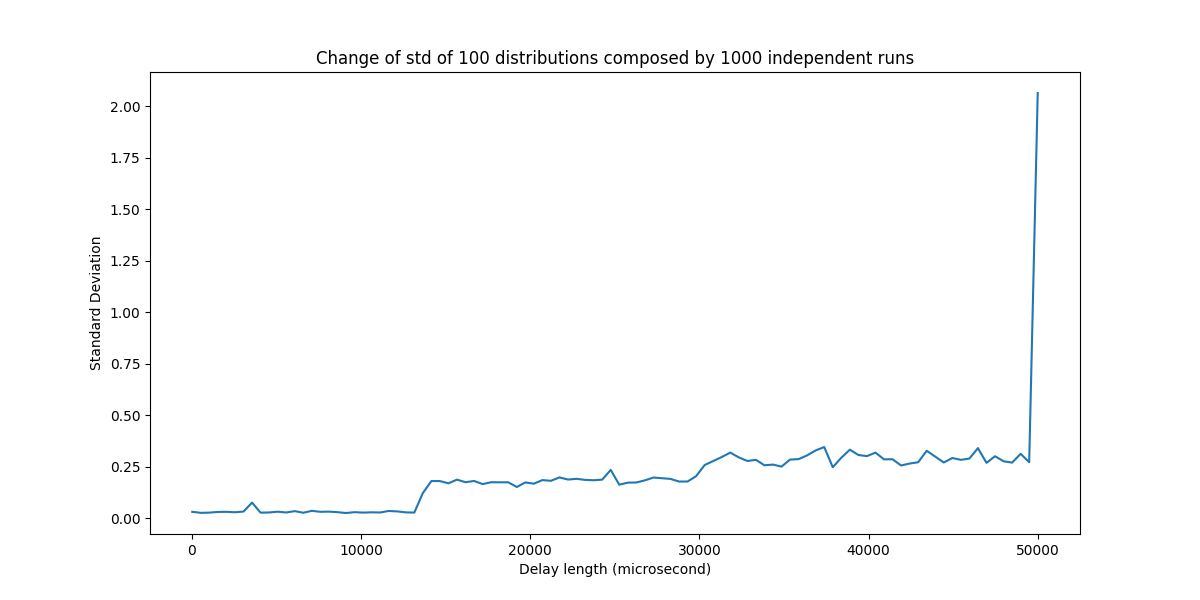 Change of std of 100 distributions composed by 1000 independent runs
2.00
1.75
1.50
1.25
1.00
0.75
0.50
0.25
0.00
Standard Deviation
0 10000 20000 30000 40000 50000
Delay length (microsecond)